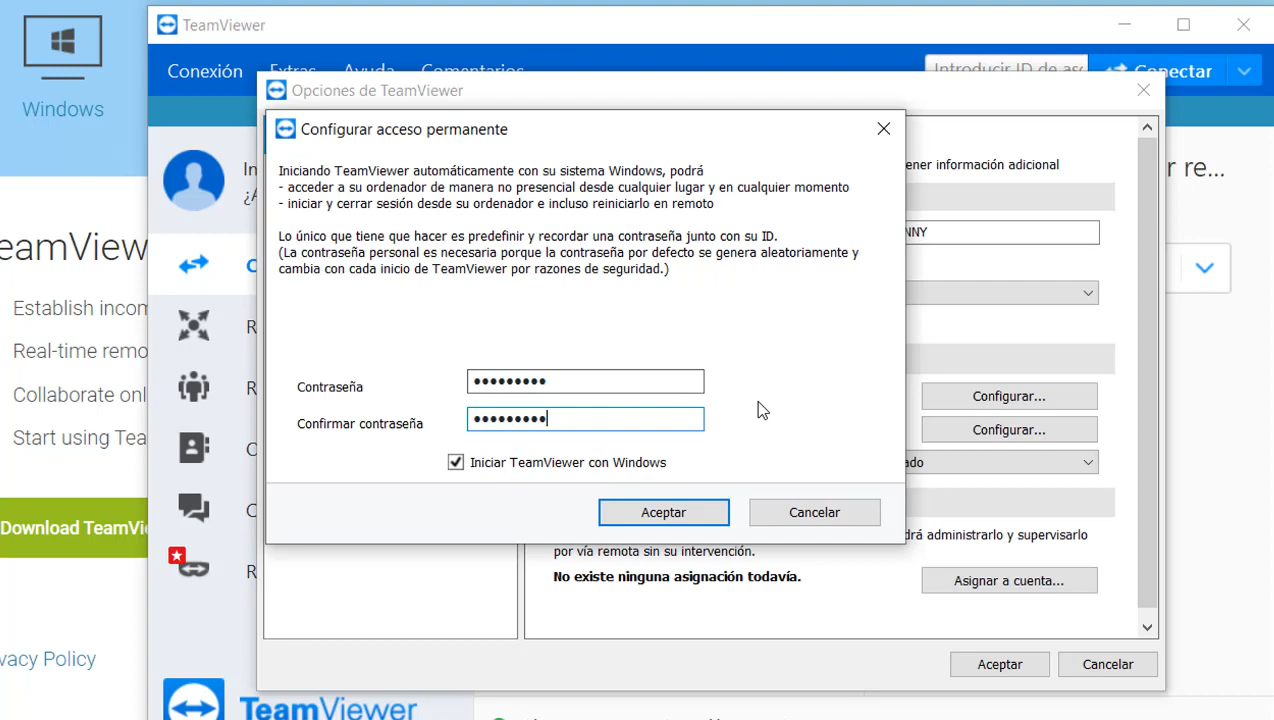 TeamViewer
Conexión Extras Ayuda Comentarios
Introducir ID de as
Conectar
Windows
Opciones de TeamViewer
Configurar acceso permanente
Iniciando TeamViewer automáticamente con su sistema Windows, podrá
- acceder a su ordenador de manera no presencial desde cualquier lugar y en cualquier momento
- iniciar y cerrar sesión desde su ordenador e incluso reiniciarlo en remoto
Lo único que tiene que hacer es predefinir y recordar una contraseña junto con su ID.
(La contraseña personal es necesaria porque la contraseña por defecto se genera aleatoriamente y
cambia con cada inicio de TeamViewer por razones de seguridad.)
Contraseña
Confirmar contraseña
Iniciar TeamViewer con Windows
Aceptar Cancelar
ener información adicional
r re...
NNY
Configurar...
Configurar...
ado
drá administrarlo y supervisarlo
por vía remota sin su intervención.
No existe ninguna asignación todavía.
Asignar a cuenta...
Aceptar Cancelar
In
¿A
C
R
R
C
C
R
eamView
Establish incom
Real-time remo
Collaborate onl
Start using Tea
Download TeamVie
vacy Policy
TeamViewer